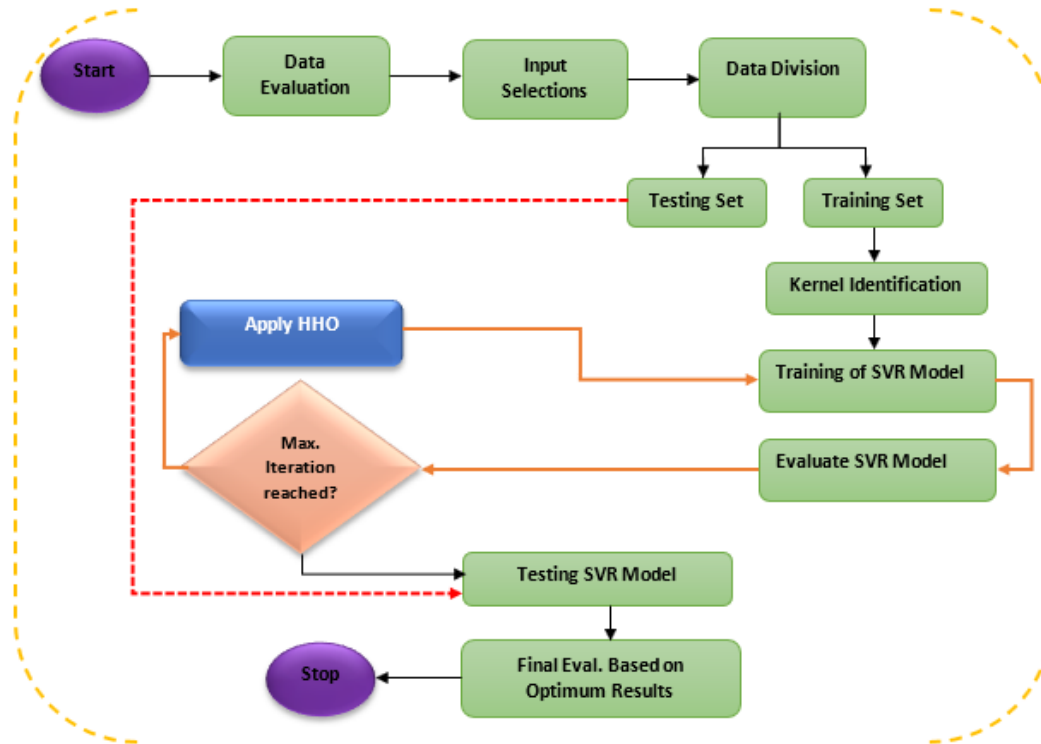 Start
Data
Evaluation
Input
Selections
Data Division
Testing Set
Training Set
Kernel Identification
Apply HHO
Training of SVR Model
Max.
Iteration
reached?
Evaluate SVR Model
Testing SVR Model
Final Eval. Based on
Optimum Results
Stop